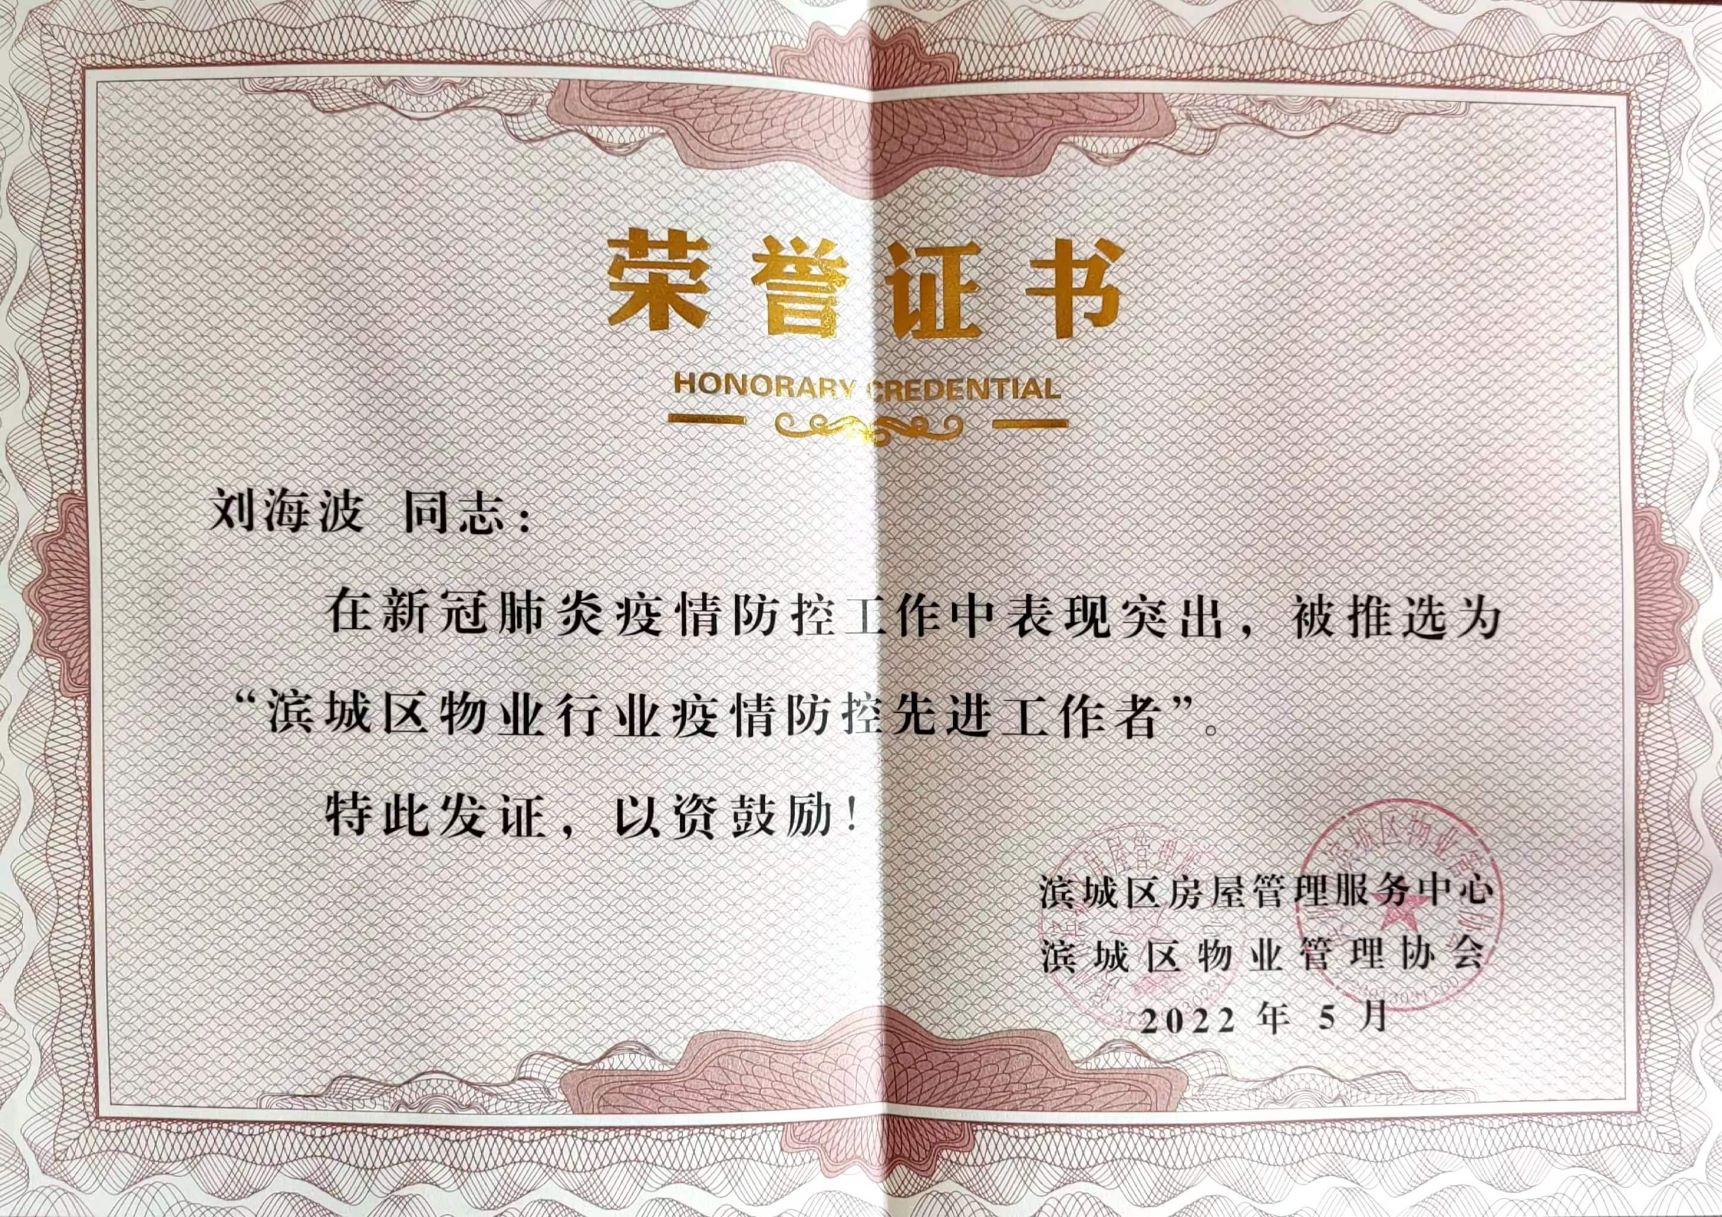 荣誉证书
HONORARY CREDENTIAL
刘海波 同志：
在新冠肺炎疫情防控工作中表现突出，被推选为
“滨城区物业行业疫情防控先进工作者”。
特此发证，以资鼓励！
滨城区房屋管理服务中心
滨城区物业管理协会
2022 年 5 月